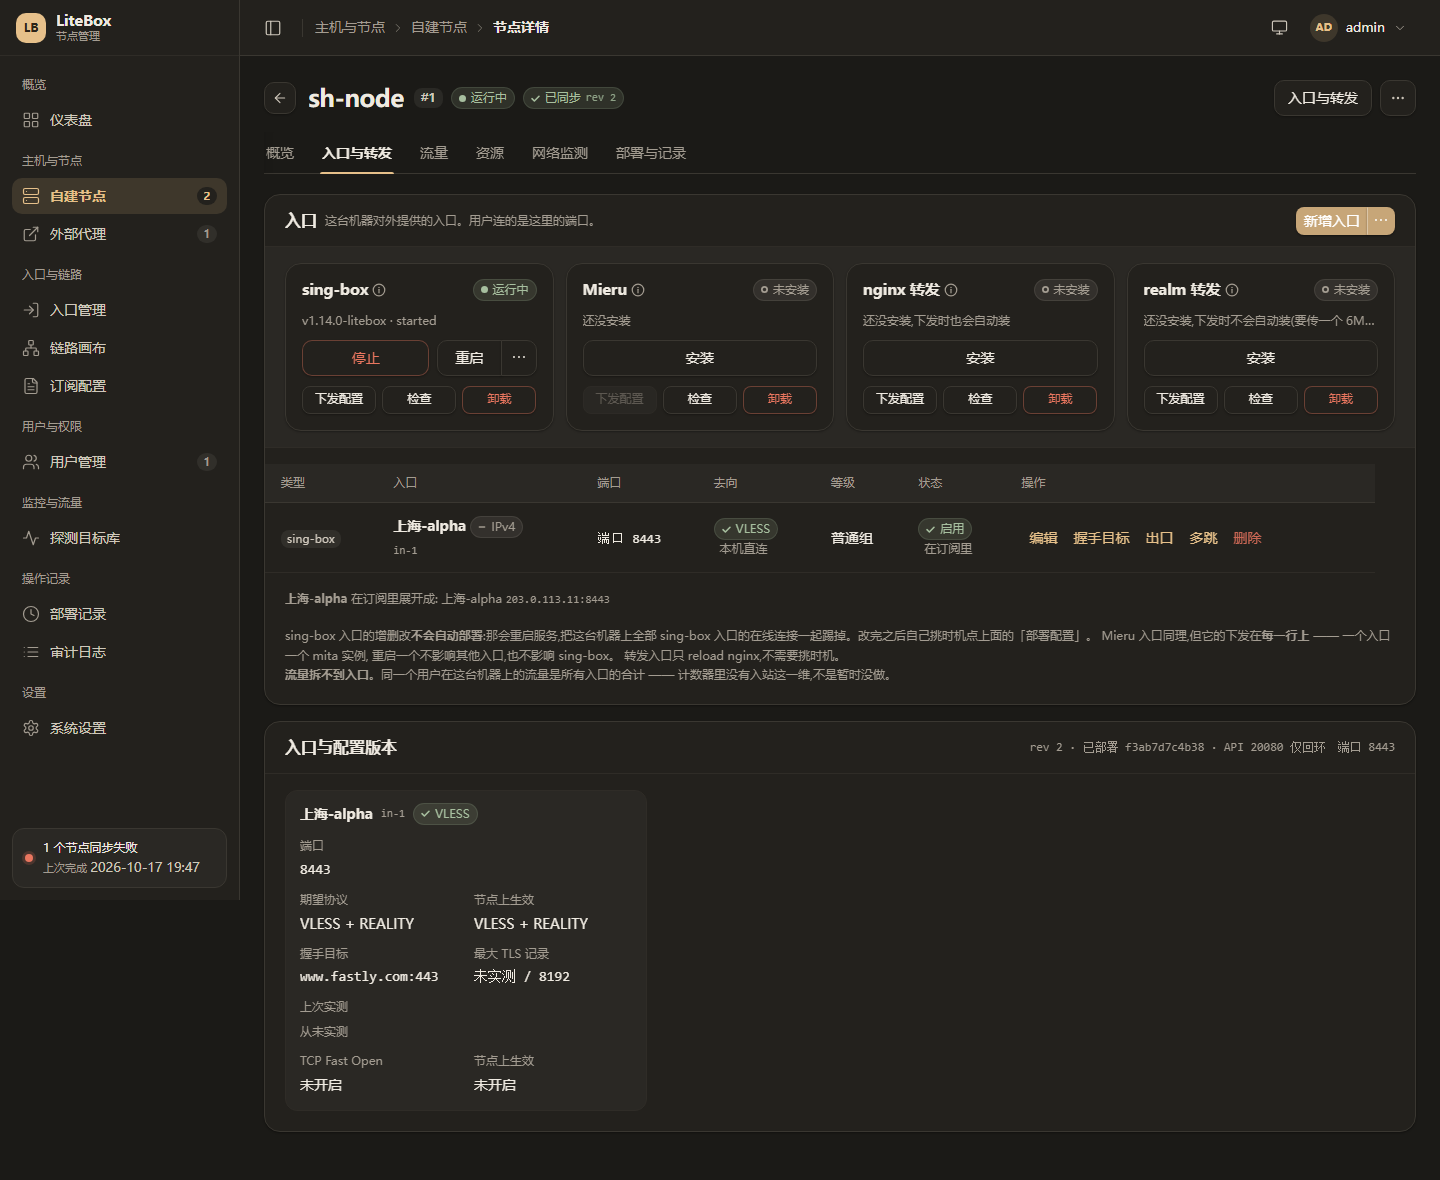 LB
LiteBox
节点管理
主机与节点
自建节点
节点详情
AD
admin
概览
仪表盘
主机与节点
自建节点 2
外部代理 1
入口与链路
入口管理
链路画布
订阅配置
用户与权限
用户管理 1
监控与流量
探测目标库
操作记录
部署记录
审计日志
设置
系统设置
1 个节点同步失败
上次完成 2026-10-17 19:47
sh-node #1 运行中 已同步 rev 2
入口与转发 ···
概览 入口与转发 流量 资源 网络监测 部署与记录
入口 这台机器对外提供的入口。用户连的是这里的端口。
新增入口 ···
sing-box 运行中
v1.14.0-litebox · started
停止 重启 ···
下发配置 检查 卸载
Mieru 未安装
还没安装
安装
下发配置 检查 卸载
nginx 转发 未安装
还没安装,下发时也会自动装
安装
下发配置 检查 卸载
realm 转发 未安装
还没安装,下发时不会自动装(要传一个 6M...
安装
下发配置 检查 卸载
类型 入口 端口 去向 等级 状态 操作
sing-box 上海-alpha IPv4 in-1 端口 8443 VLESS 本机直连 普通组 启用 在订阅里 编辑 握手目标 出口 多跳 删除
上海-alpha 在订阅里展开成: 上海-alpha 203.0.113.11:8443
sing-box 入口的增删改不会自动部署:那会重启服务,把这台机器上全部 sing-box 入口的在线连接一起踢掉。改完之后自己挑时机点上面的「部署配置」。 Mieru 入口同理,但它的下发在每一行上 —— 一个入口
一个 mita 实例, 重启一个不影响其他入口,也不影响 sing-box。 转发入口只 reload nginx,不需要挑时机。
流量拆不到入口。同一个用户在这台机器上的流量是所有入口的合计 —— 计数器里没有入站这一维,不是暂时没做。
入口与配置版本
rev 2 · 已部署 f3ab7d7c4b38 · API 20080 仅回环 端口 8443
上海-alpha in-1 VLESS
端口
8443
期望协议 节点上生效
VLESS + REALITY VLESS + REALITY
握手目标 最大 TLS 记录
www.fastly.com:443 未实测 / 8192
上次实测
从未实测
TCP Fast Open 节点上生效
未开启 未开启